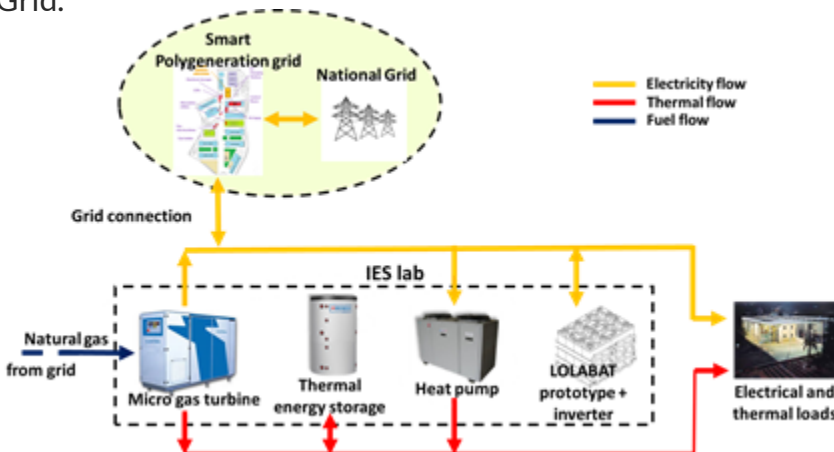 Grid.
Smart
Polygeneration grid
National Grid
Electricity flow
Thermal flow
Fuel flow
Grid connection
IES lab
Natural gas
from grid
Micro gas turbine
Thermal
energy storage
Heat pump
LOLABAT
prototype +
inverter
Electrical and
thermal loads